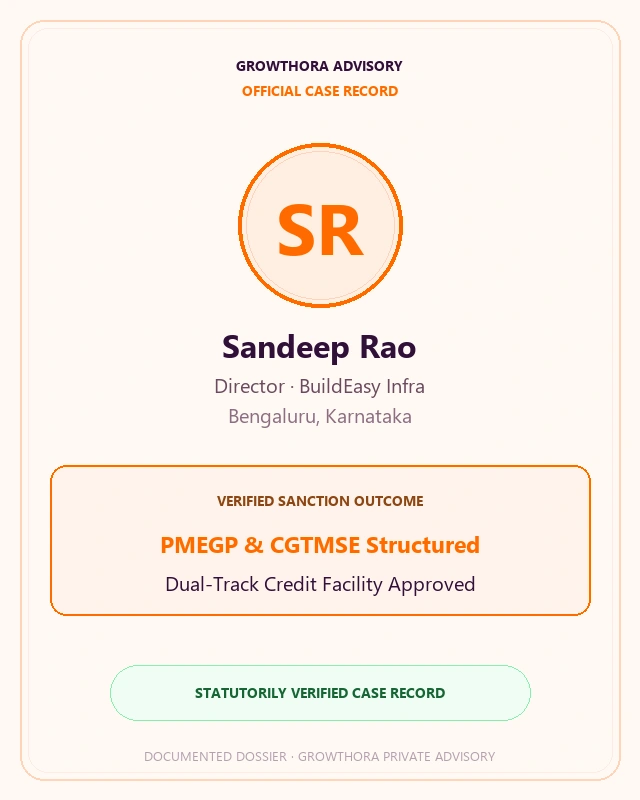 GROWTHORA ADVISORY
OFFICIAL CASE RECORD
SR
Sandeep Rao
Director · BuildEasy Infra
Bengaluru, Karnataka
VERIFIED SANCTION OUTCOME
PMEGP & CGTMSE Structured
Dual-Track Credit Facility Approved
STATUTORILY VERIFIED CASE RECORD
DOCUMENTED DOSSIER · GROWTHORA PRIVATE ADVISORY